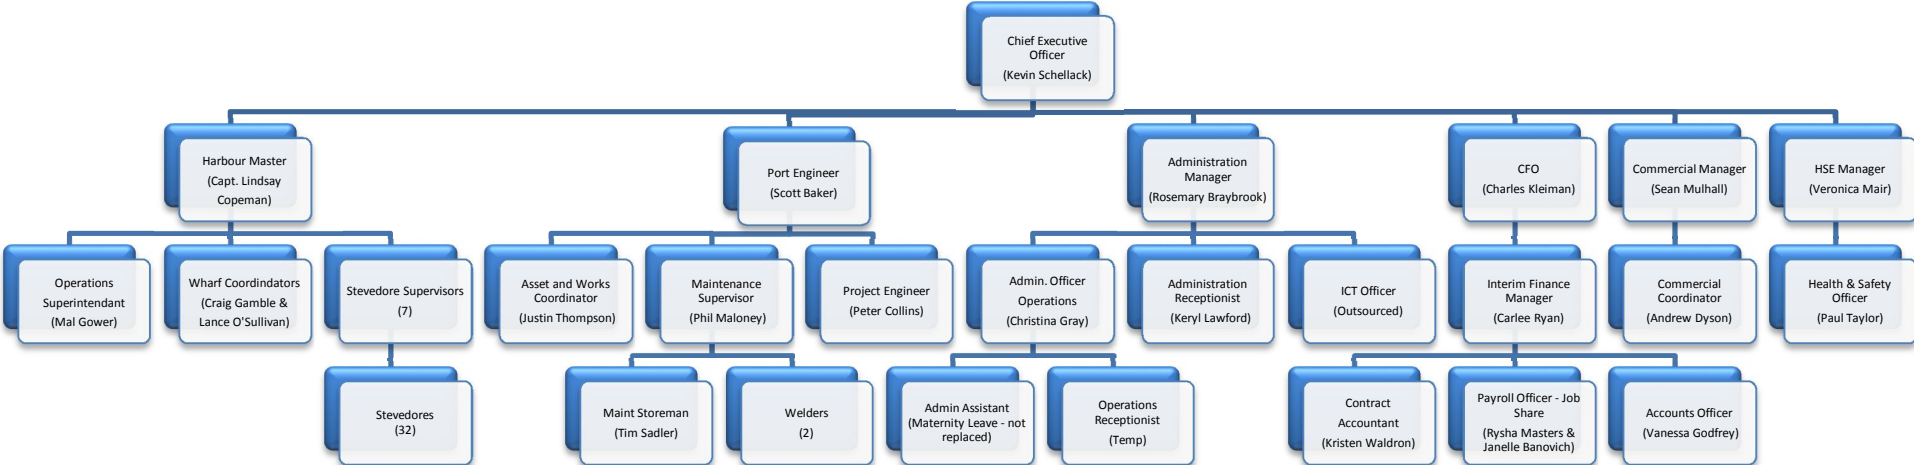 Chief Executive
Officer
(Kevin Schellack)
Harbour Master
(Capt. Lindsay
Copeman)
Port Engineer
(Scott Baker)
Administration
Manager
(Rosemary Braybrook)
CFO
(Charles Kleiman)
Commercial Manager
(Sean Mulhall)
HSE Manager
(Veronica Mair)
Operations
Superintendant
(Mal Gower)
Wharf Coordindators
(Craig Gamble &
Lance O'Sullivan)
Stevedore Supervisors
(7)
Asset and Works
Coordinator
(Justin Thompson)
Maintenance
Supervisor
(Phil Maloney)
Project Engineer
(Peter Collins)
Admin. Officer
Operations
(Christina Gray)
Administration
Receptionist
(Keryl Lawford)
ICT Officer
(Outsourced)
Interim Finance
Manager
(Carlee Ryan)
Commercial
Coordinator
(Andrew Dyson)
Health & Safety
Officer
(Paul Taylor)
Stevedores
(32)
Maint Storeman
(Tim Sadler)
Welders
(2)
Admin Assistant
(Maternity Leave - not
replaced)
Operations
Receptionist
(Temp)
Contract
Accountant
(Kristen Waldron)
Payroll Officer - Job
Share
(Rysha Masters &
Janelle Banovich)
Accounts Officer
(Vanessa Godfrey)